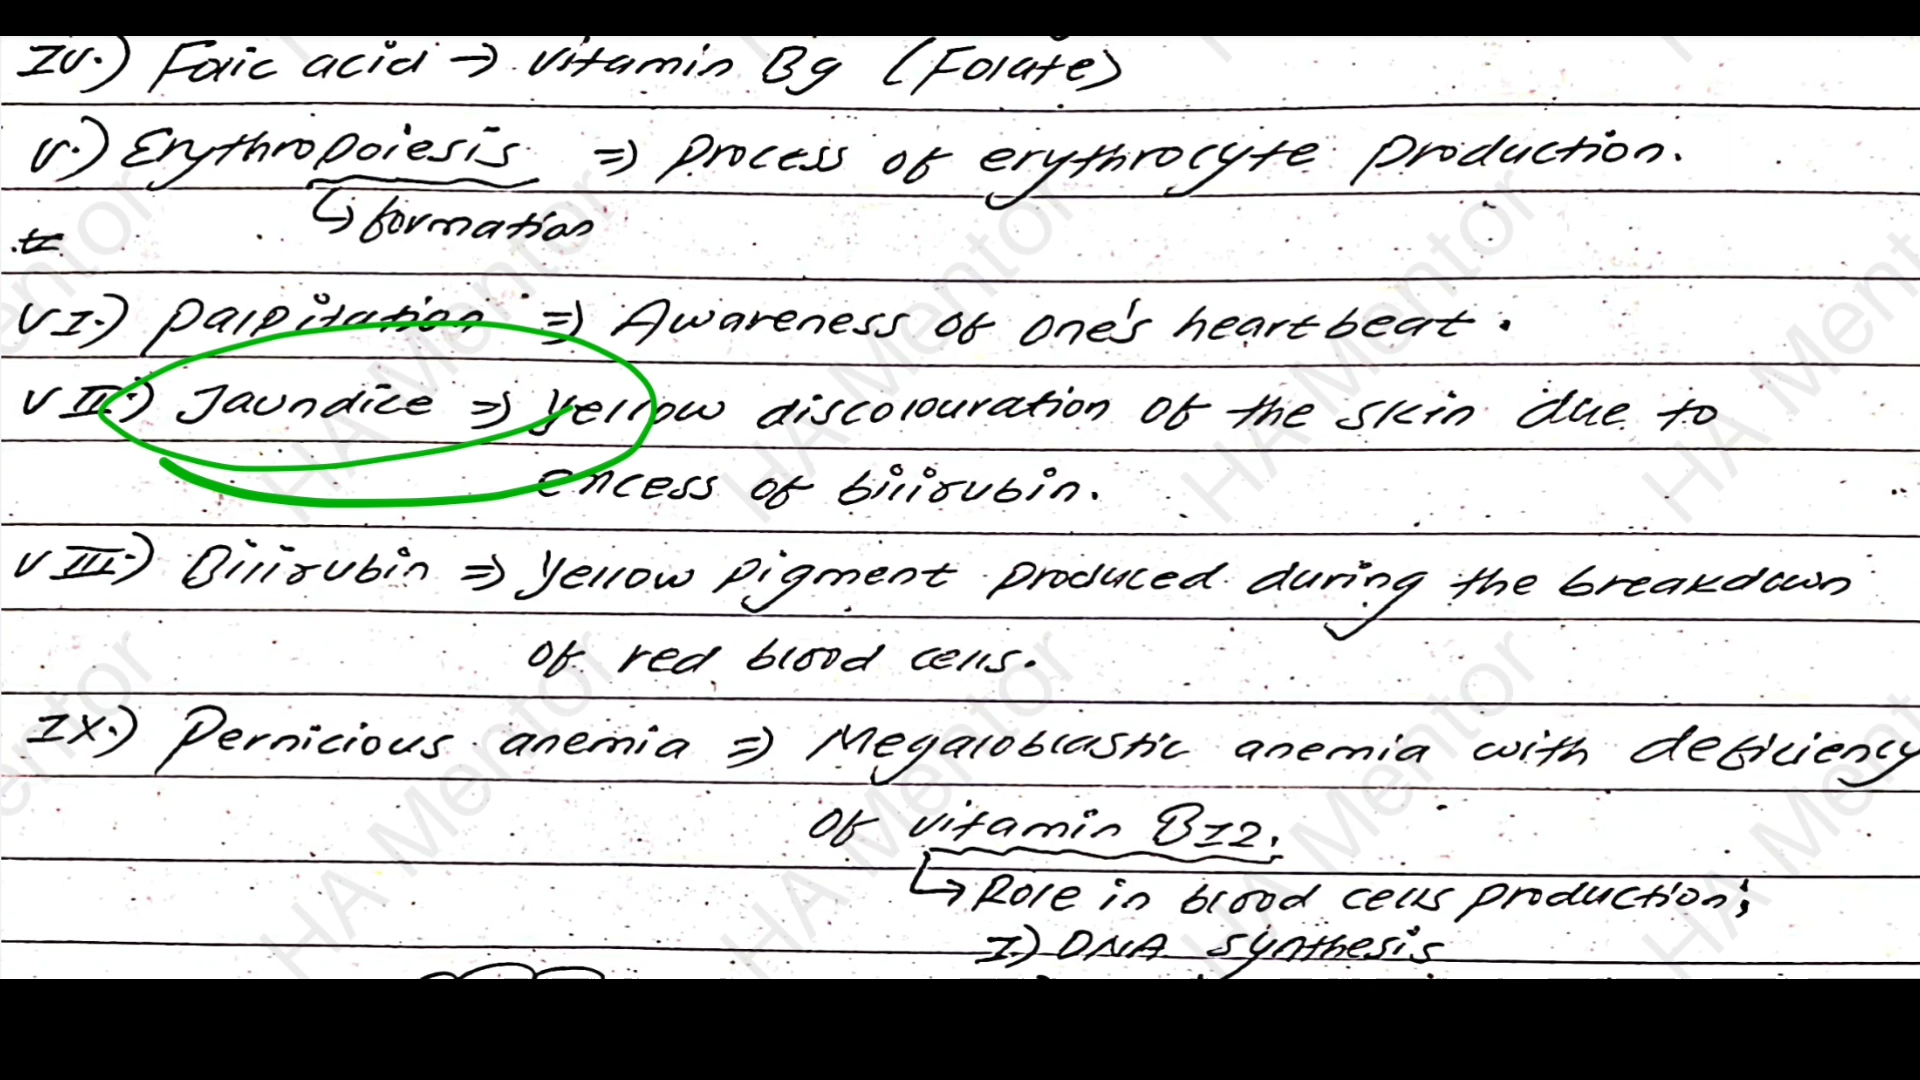 IV.) Folic acid → Vitamin B9 (Folate)
V.) Erythropoiesis ⇒ Process of erythrocyte production.
↳ formation
VI.) Palpitation ⇒ Awareness of one's heartbeat.
VII.) Jaundice ⇒ Yellow discolouration of the skin due to
excess of bilirubin.
VIII.) Bilirubin ⇒ Yellow pigment produced during the breakdown
of red blood cells.
IX.) Pernicious anemia ⇒ Megaloblastic anemia with deficiency
of vitamin B12.
↳ Role in blood cells production;
I.) DNA synthesis
HA Mentor